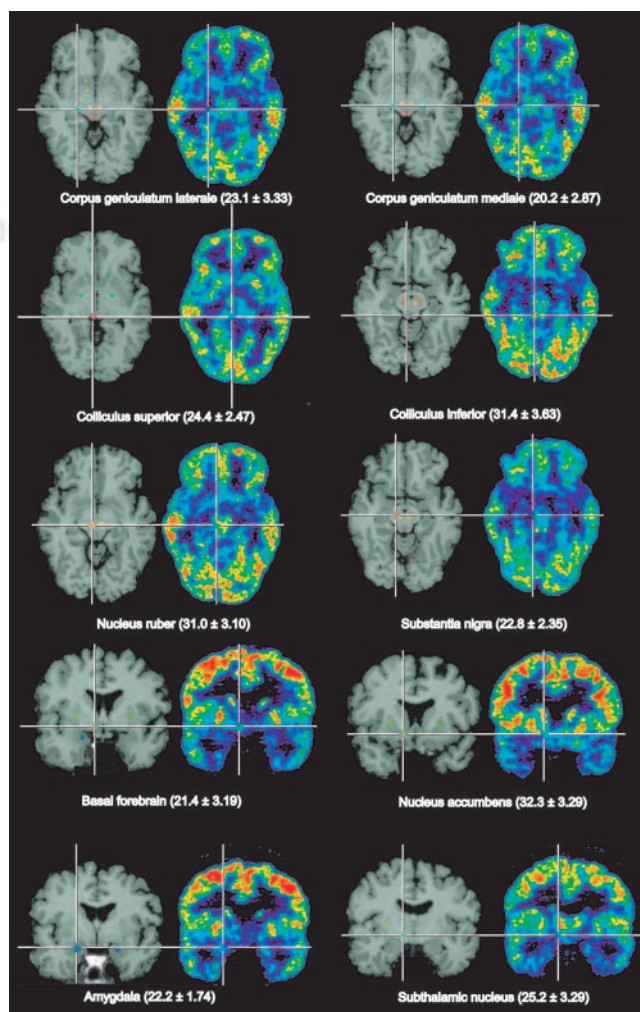 Corpus geniculatum laterale (23.1 ± 3.33)
Corpus geniculatum mediale (20.2 ± 2.87)
Colliculus superior (24.4 ± 2.47)
Colliculus inferior (31.4 ± 3.63)
Nucleus ruber (31.0 ± 3.10)
Substantia nigra (22.8 ± 2.35)
Basal forebrain (21.4 ± 3.19)
Nucleus accumbens (32.3 ± 3.29)
Amygdala (22.2 ± 1.74)
Subthalamic nucleus (25.2 ± 3.29)